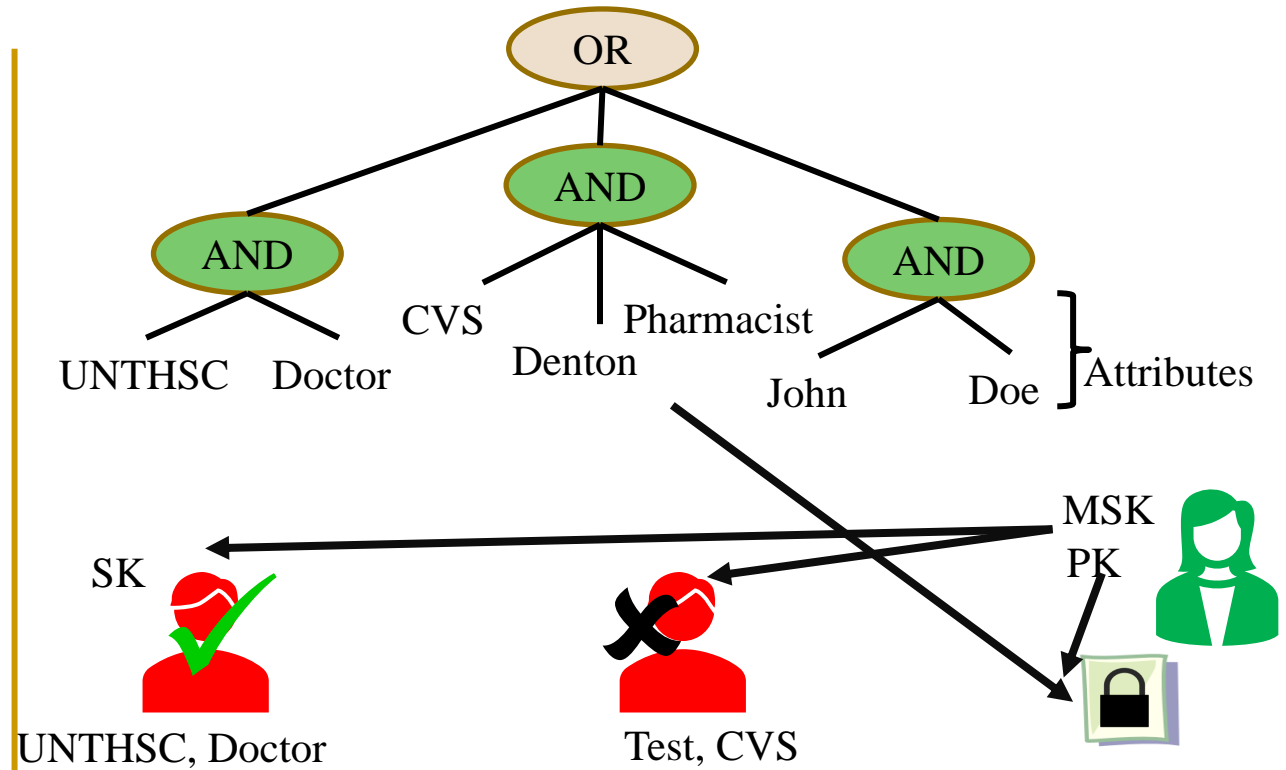 OR
AND
AND
AND
CVS
Pharmacist
UNTHSC
Doctor
Denton
John
Doe
Attributes
MSK
SK
PK
UNTHSC, Doctor
Test, CVS